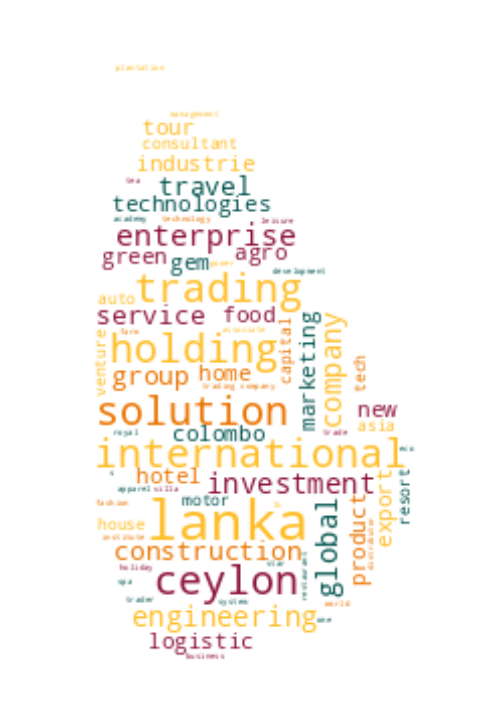 plantation
management
tour
consultant
industrie
tea
travel
technologies
academy
technology
leisure
enterprise
green
agro
gem
power
development
trading
auto
service
food
farm
associate
venture
holding
capital
marketing
company
tech
group
home
trading company
solution
new
asia
royal
colombo
trade
international
eco
hotel
investment
apparel
villa
motor
export
resort
fashion
lanka
global
product
distributor
house
institute
construction
star
restaurant
holiday
spa
ceylon
trader
system
world
engineering
one
logistic
business